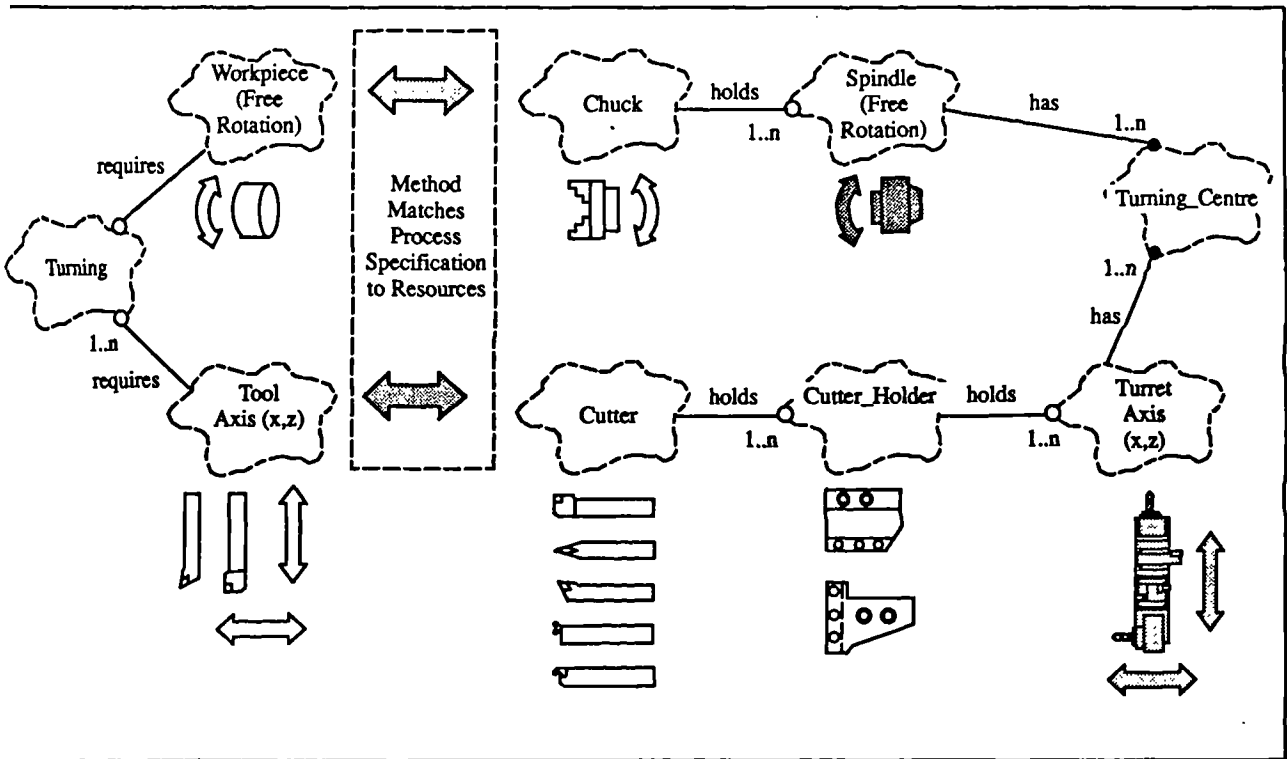 Workpiece
(Free
Rotation)
requires
Turning
1..n
requires
Tool
Axis (x,z)
Method
Matches
Process
Specification
to Resources
Chuck
holds
1..n
Spindle
(Free
Rotation)
has
1..n
Turning_Centre
1..n
has
Cutter
holds
1..n
Cutter_Holder
holds
1..n
Turret
Axis
(x,z)